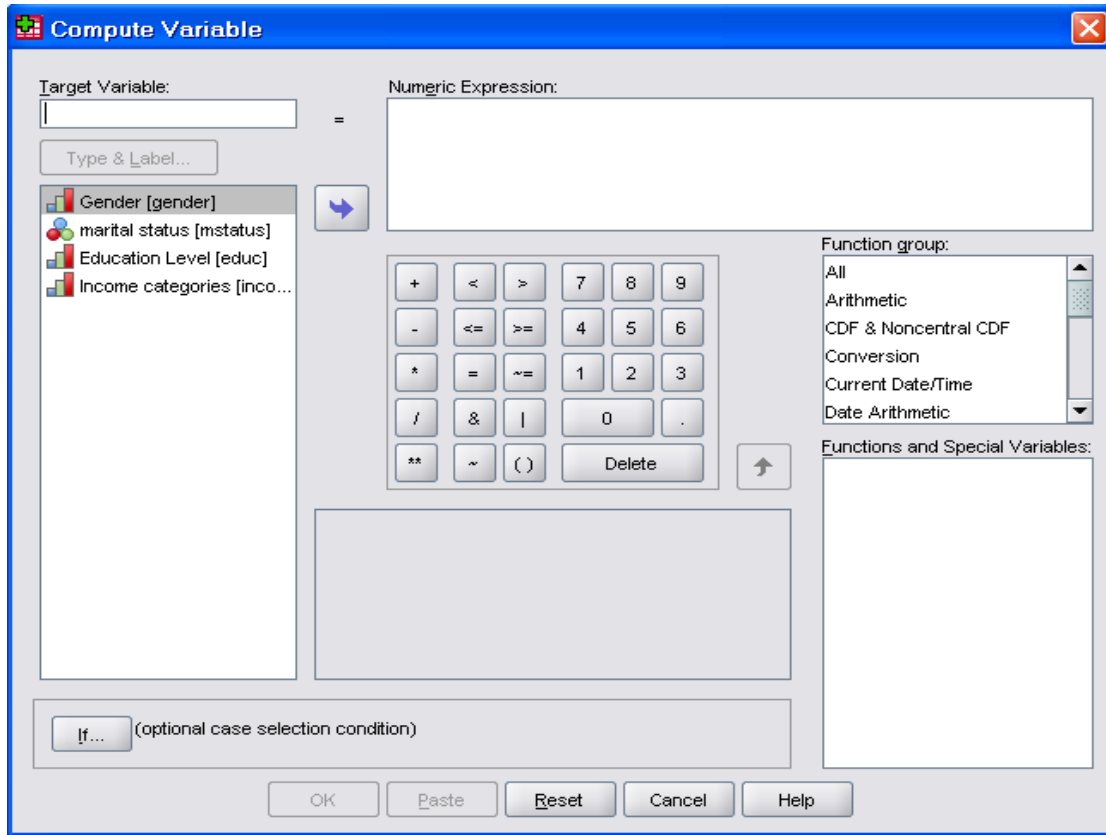 Compute Variable
Target Variable:
=
Numeric Expression:
Type & Label...
Gender [gender]
marital status [mstatus]
Education Level [educ]
Income categories [inco...
+ < > 7 8 9
- <= >= 4 5 6
* = ~= 1 2 3
/ & | 0 .
** ~ ( ) Delete
Function group:
All
Arithmetic
CDF & Noncentral CDF
Conversion
Current Date/Time
Date Arithmetic
Functions and Special Variables:
If... (optional case selection condition)
OK Paste Reset Cancel Help